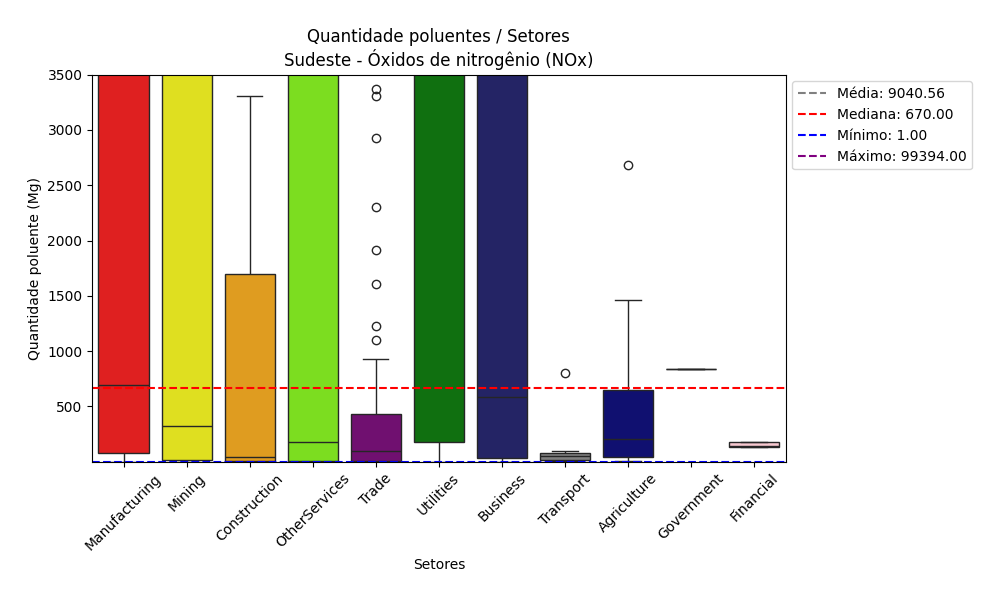 Quantidade poluentes / Setores
Sudeste - Óxidos de nitrogênio (NOx)
3500
3000
2500
2000
1500
1000
500
Quantidade poluente (Mg)
Média: 9040.56
Mediana: 670.00
Mínimo: 1.00
Máximo: 99394.00
Manufacturing
Mining
Construction
OtherServices
Trade
Utilities
Business
Transport
Agriculture
Government
Financial
Setores